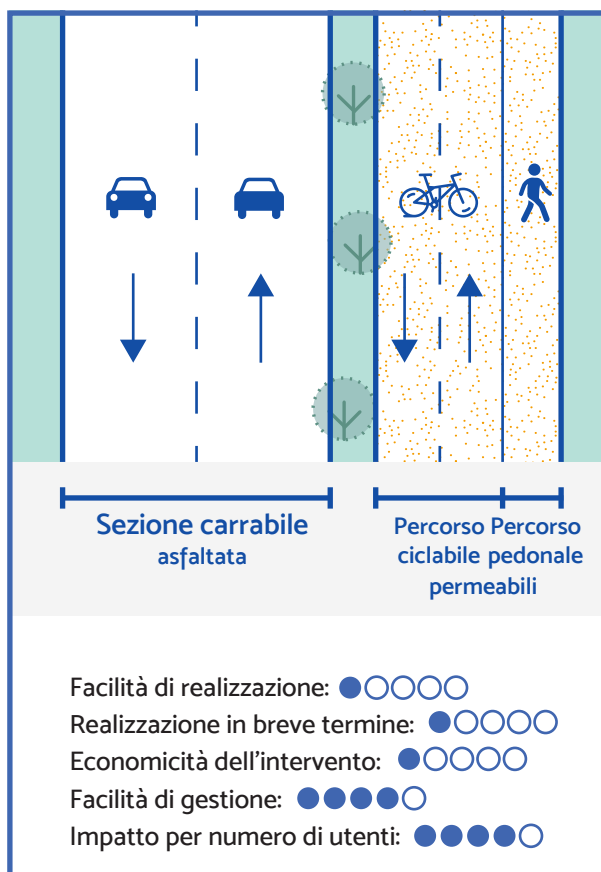 Sezione carrabile
asfaltata
Percorso Percorso
ciclabile pedonale
permeabili
Facilità di realizzazione:
Realizzazione in breve termine:
Economicità dell'intervento:
Facilità di gestione:
Impatto per numero di utenti: